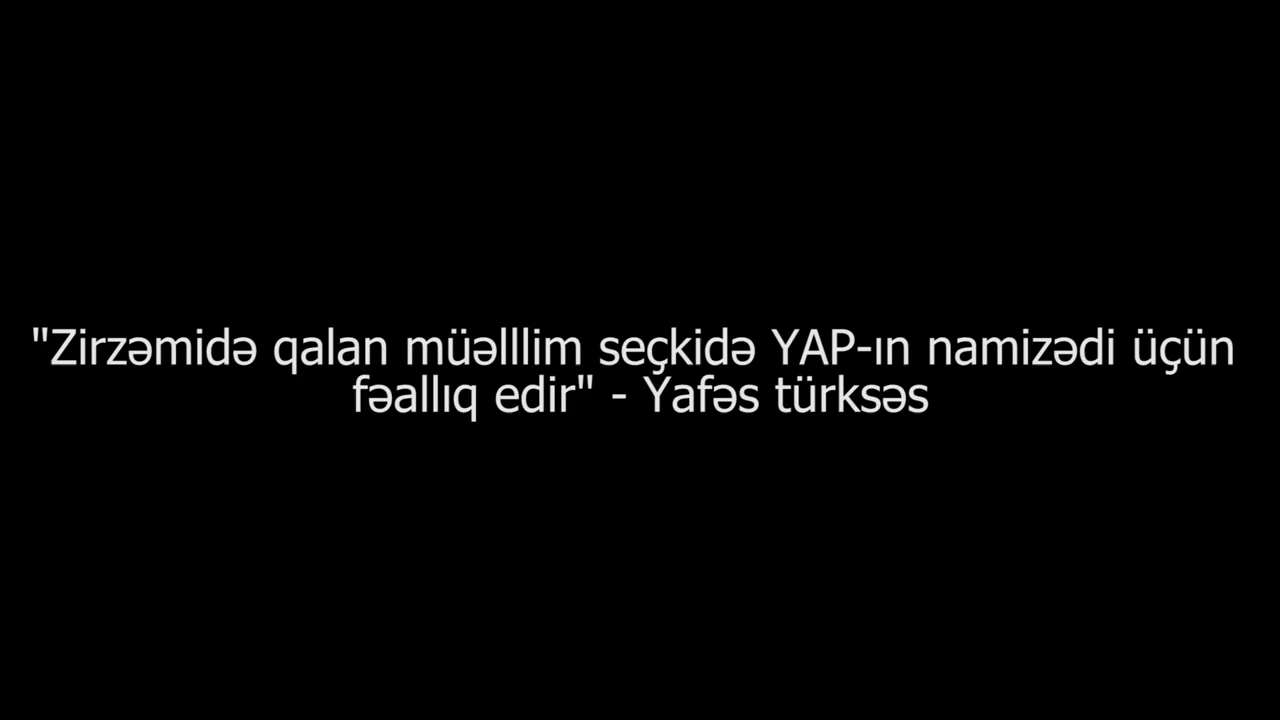 "Zirzəmidə qalan müəlllim seçkidə YAP-ın namizədi üçün
fəallıq edir" - Yafəs türksəs